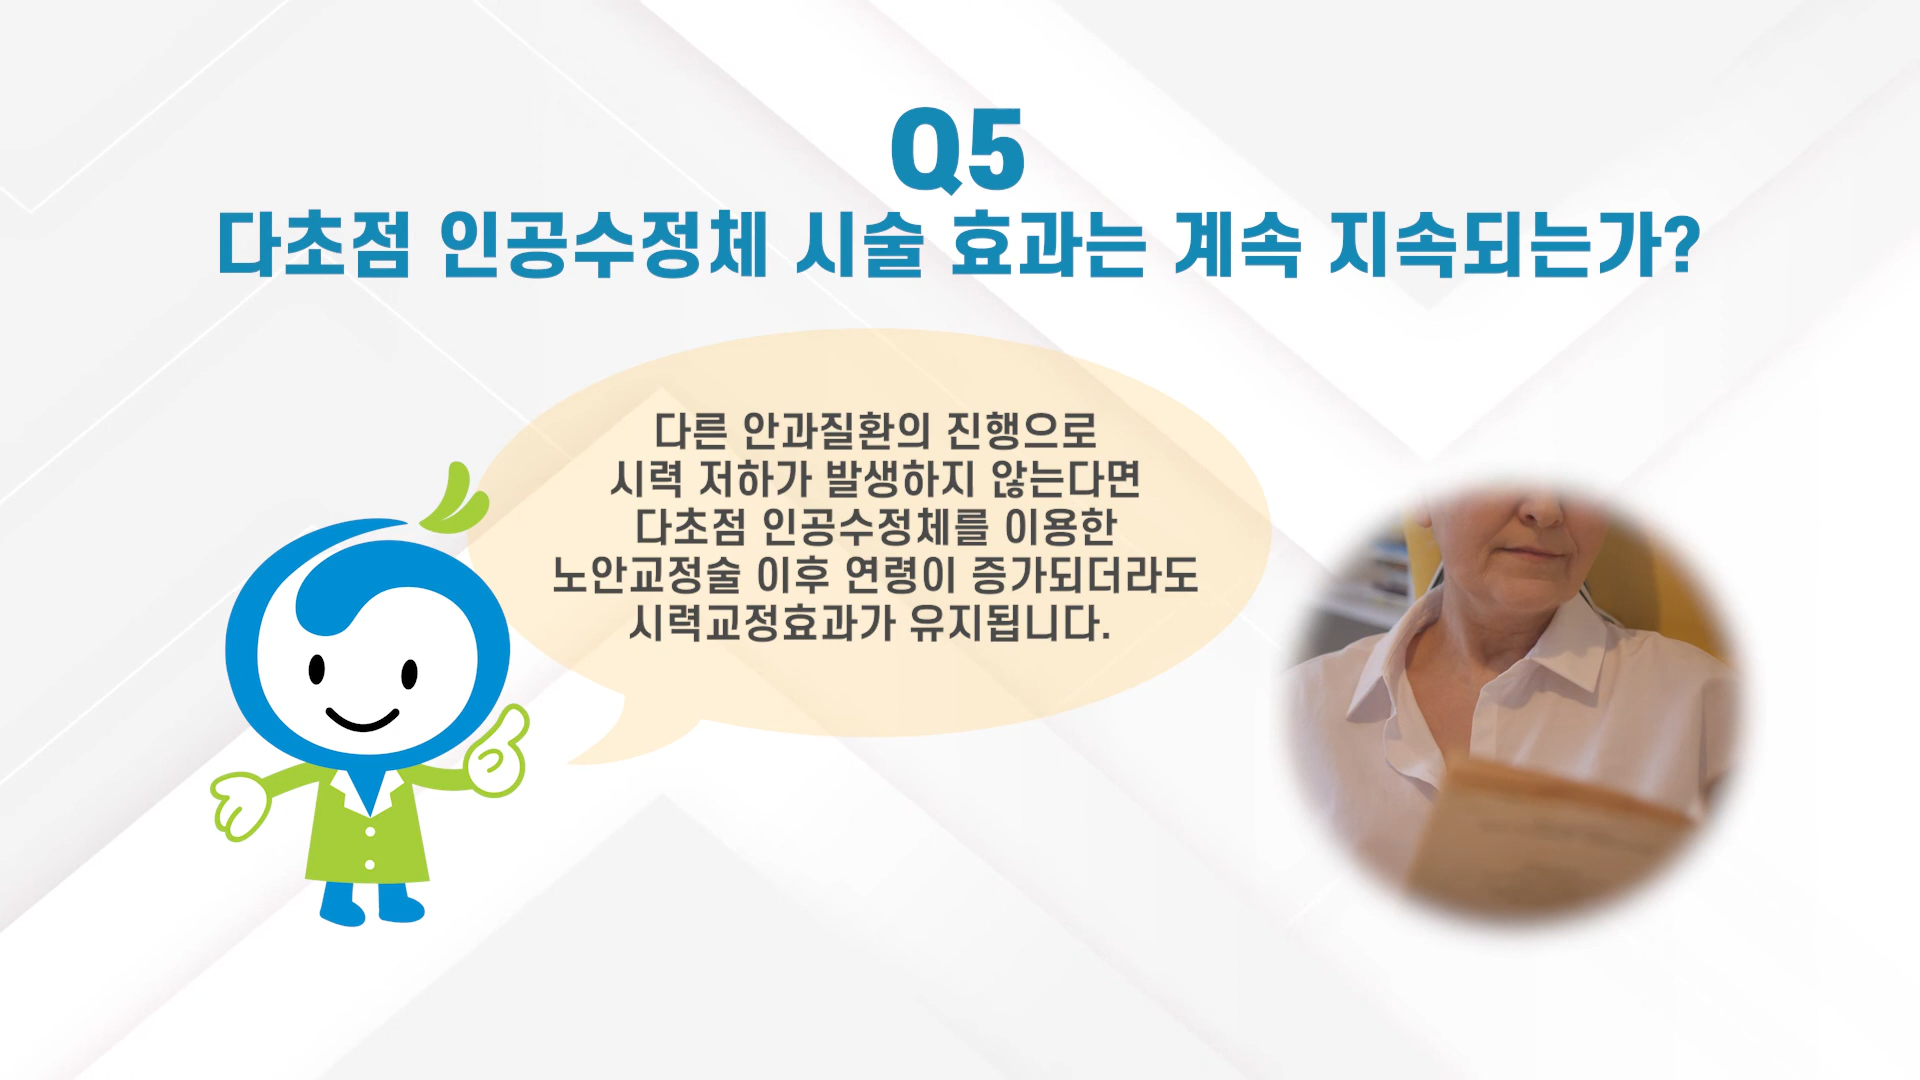 Q5
다초점 인공수정체 시술 효과는 계속 지속되는가?
다른 안과질환의 진행으로
시력 저하가 발생하지 않는다면
다초점 인공수정체를 이용한
노안교정술 이후 연령이 증가되더라도
시력교정효과가 유지됩니다.